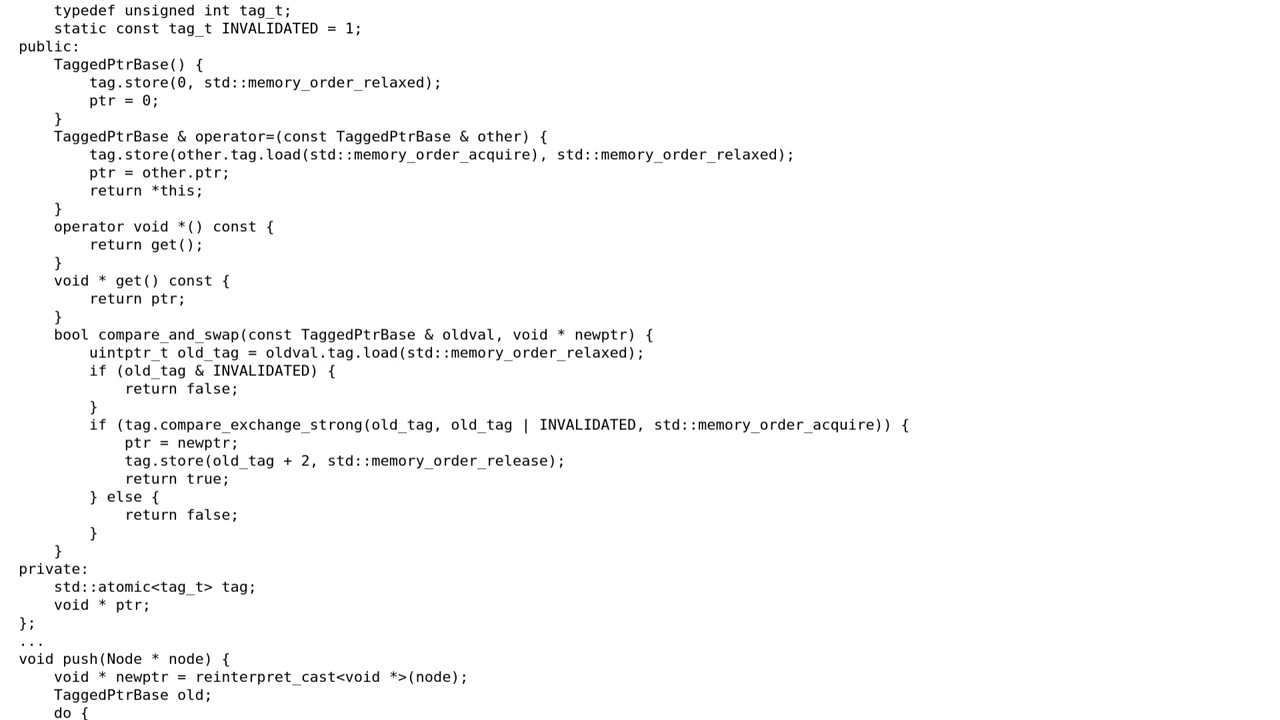 typedef unsigned int tag_t;
    static const tag_t INVALIDATED = 1;
public:
    TaggedPtrBase() {
        tag.store(0, std::memory_order_relaxed);
        ptr = 0;
    }
    TaggedPtrBase & operator=(const TaggedPtrBase & other) {
        tag.store(other.tag.load(std::memory_order_acquire), std::memory_order_relaxed);
        ptr = other.ptr;
        return *this;
    }
    operator void *() const {
        return get();
    }
    void * get() const {
        return ptr;
    }
    bool compare_and_swap(const TaggedPtrBase & oldval, void * newptr) {
        uintptr_t old_tag = oldval.tag.load(std::memory_order_relaxed);
        if (old_tag & INVALIDATED) {
            return false;
        }
        if (tag.compare_exchange_strong(old_tag, old_tag | INVALIDATED, std::memory_order_acquire)) {
            ptr = newptr;
            tag.store(old_tag + 2, std::memory_order_release);
            return true;
        } else {
            return false;
        }
    }
private:
    std::atomic<tag_t> tag;
    void * ptr;
};
...
void push(Node * node) {
    void * newptr = reinterpret_cast<void *>(node);
    TaggedPtrBase old;
    do {